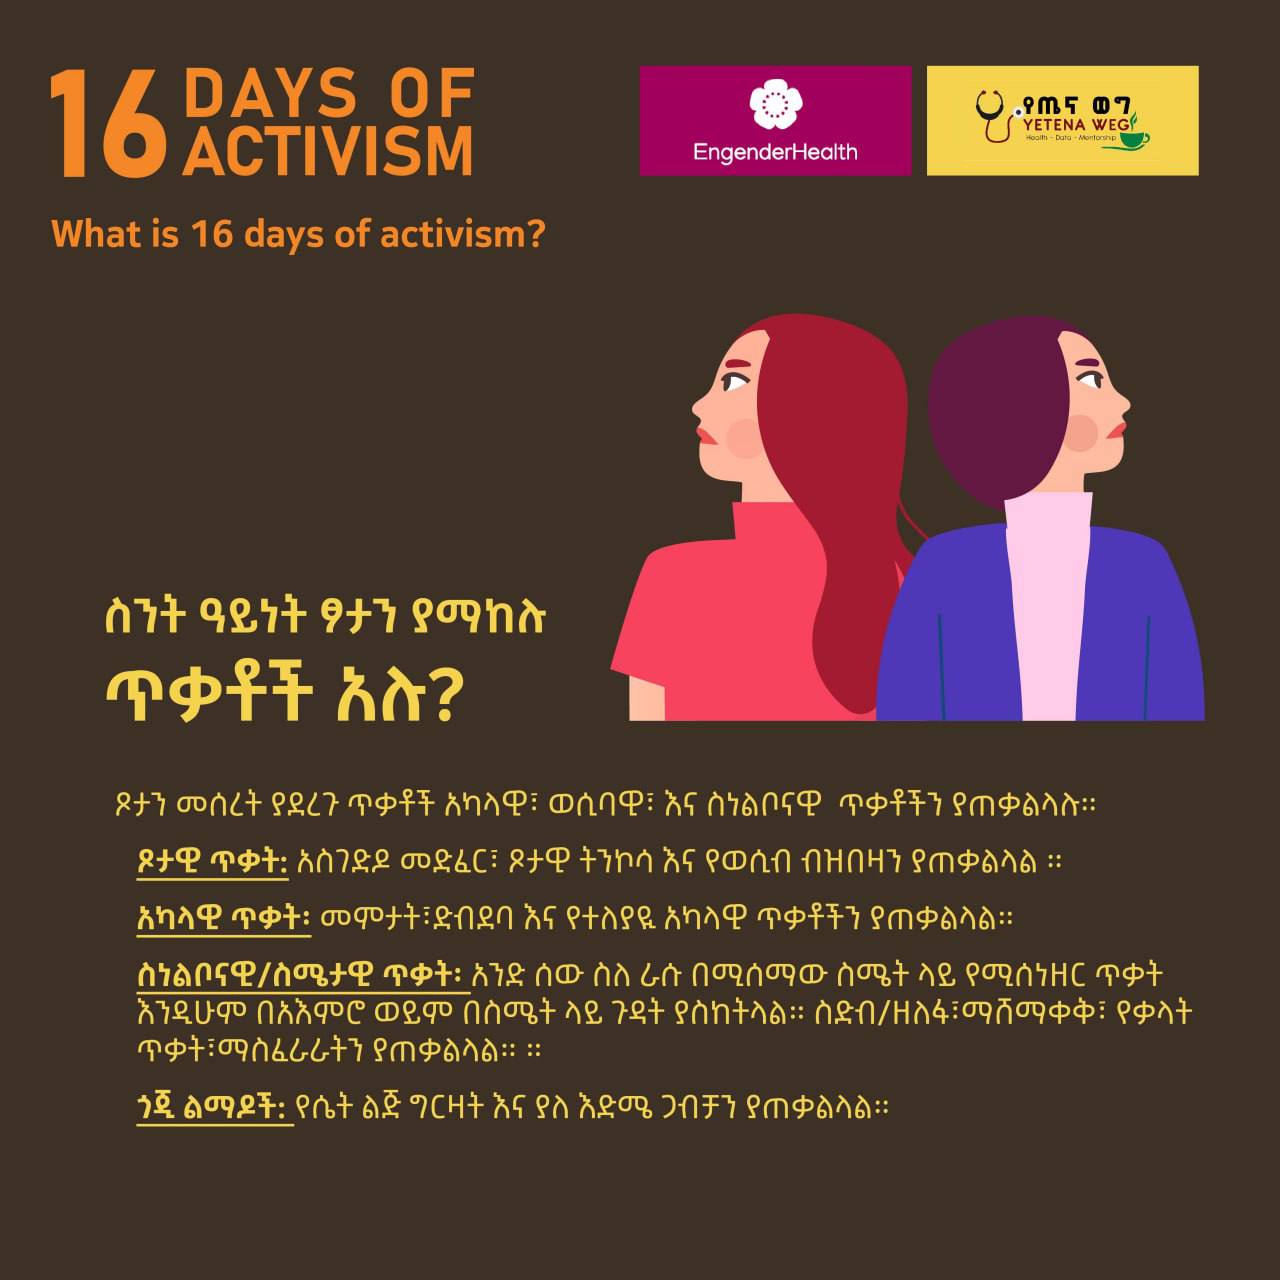 16 DAYS OF
ACTIVISM
EngenderHealth
የጤና ወግ
YETENA WEG
Health - Data - Mentorship
What is 16 days of activism?
ስንት ዓይነት ፆታን ያማከሉ
ጥቃቶች አሉ?
ጾታን መሰረት ያደረጉ ጥቃቶች አካላዊ፣ ወሲባዊ፣ እና ስነልቦናዊ ጥቃቶችን ያጠቃልላሉ።
ጾታዊ ጥቃት: አስገድዶ መድፈር፣ ጾታዊ ትንኮሳ እና የወሲብ ብዝበዛን ያጠቃልላል ።
አካላዊ ጥቃት፡ መምታት፣ድብደባ እና የተለያዪ አካላዊ ጥቃቶችን ያጠቃልላል።
ስነልቦናዊ/ስሜታዊ ጥቃት፡ አንድ ሰው ስለ ራሱ በሚሰማው ስሜት ላይ የሚሰነዘር ጥቃት
እንዲሁም በአእምሮ ወይም በስሜት ላይ ጉዳት ያስከትላል። ስድብ/ዘለፋ፣ማሸማቀቅ፣ የቃላት
ጥቃት፣ማስፈራራትን ያጠቃልላል። ።
ጎጂ ልማዶች: የሴት ልጅ ግርዛት እና ያለ እድሜ ጋብቻን ያጠቃልላል።